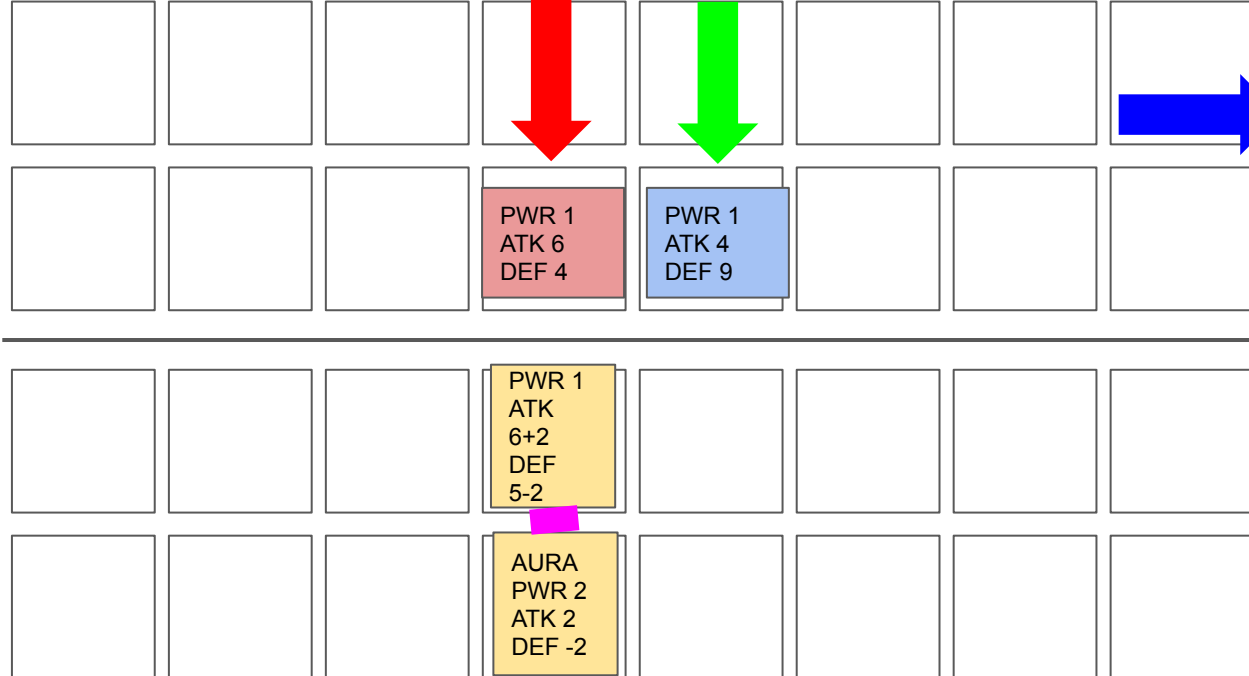 PWR 1
ATK 6
DEF 4
PWR 1
ATK 4
DEF 9
PWR 1
ATK
6+2
DEF
5-2
AURA
PWR 2
ATK 2
DEF -2